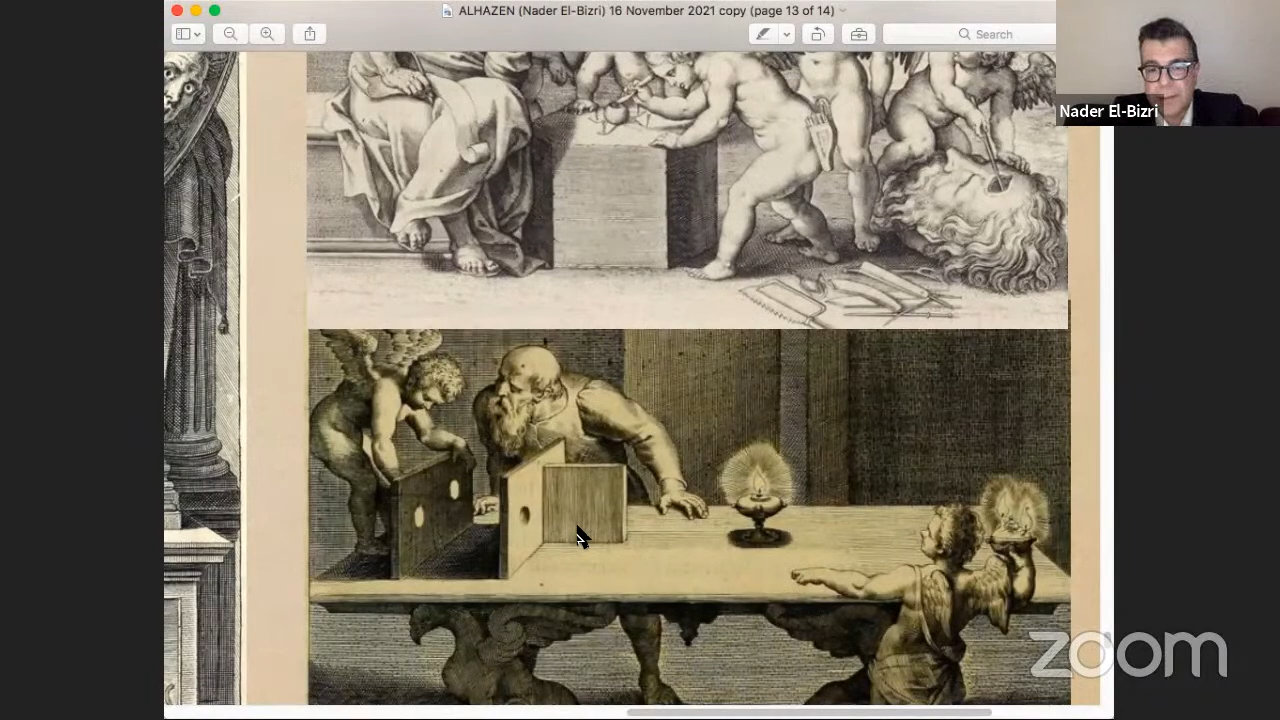 ALHAZEN (Nader El-Bizri) 16 November 2021 copy (page 13 of 14)
Search
Nader El-Bizri
zoom